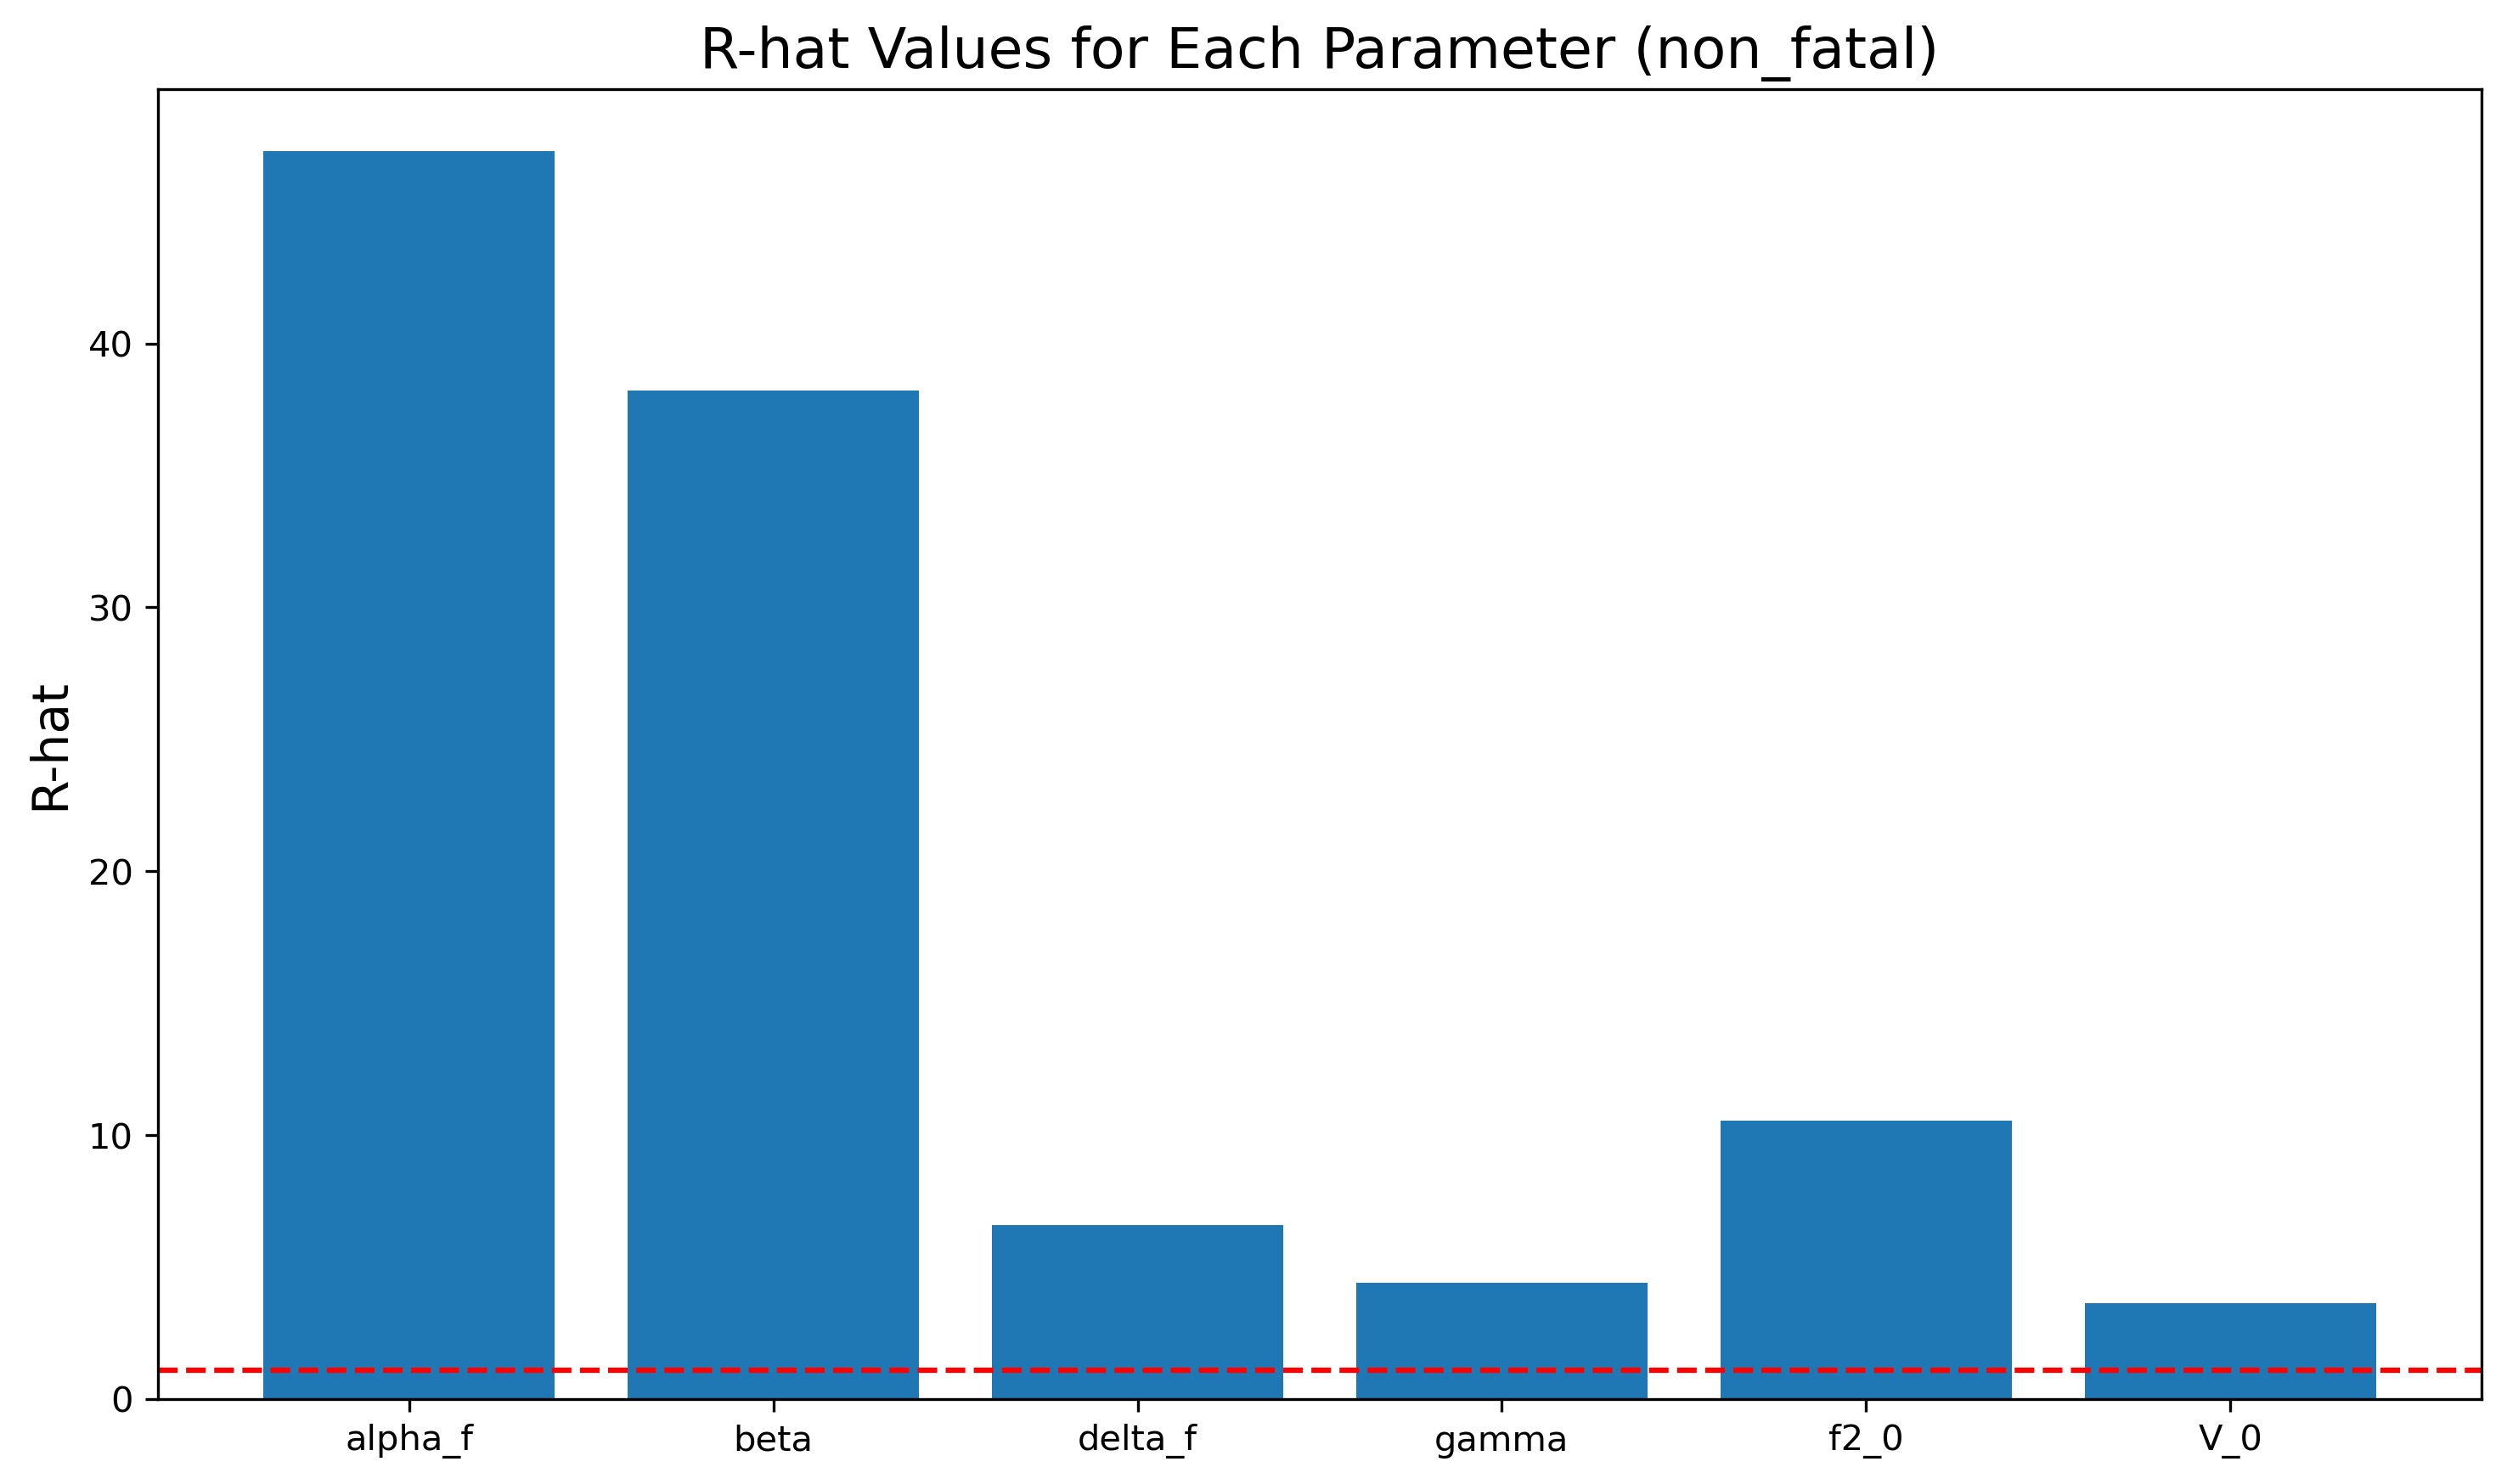 R-hat Values for Each Parameter (non_fatal)
R-hat
40
30
20
10
0
alpha_f beta delta_f gamma f2_0 V_0